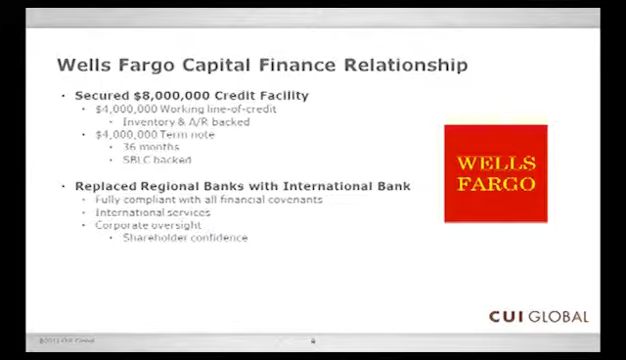 Wells Fargo Capital Finance Relationship
• Secured $8,000,000 Credit Facility
• $4,000,000 Working line-of-credit
• Inventory & A/R backed
• $4,000,000 Term note
• 36 months
• SBLC backed
• Replaced Regional Banks with International Bank
• Fully compliant with all financial covenants
• International services
• Corporate oversight
• Shareholder confidence
WELLS
FARGO
CUI GLOBAL
CUI Global